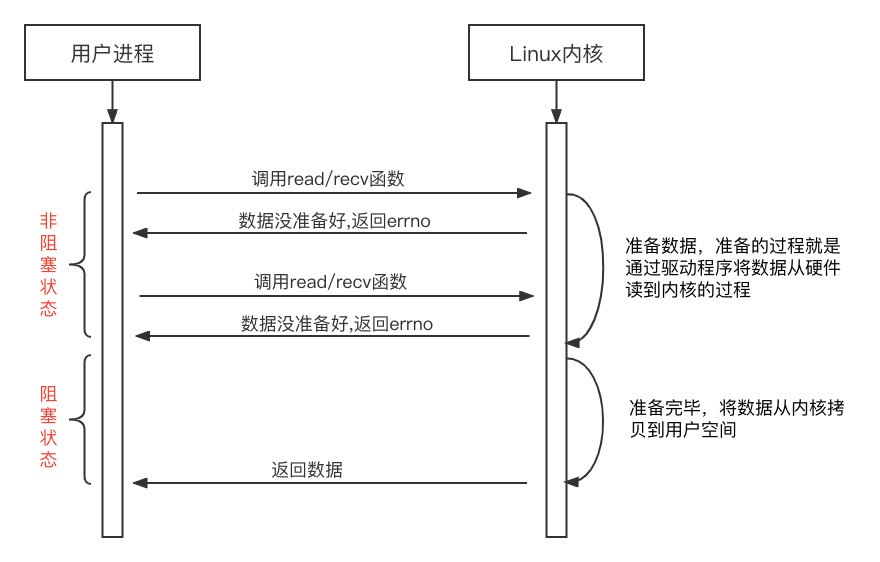 用户进程
Linux内核
调用read/recv函数
数据没准备好,返回errno
调用read/recv函数
数据没准备好,返回errno
返回数据
非
阻
塞
状
态
阻
塞
状
态
准备数据，准备的过程就是
通过驱动程序将数据从硬件
读到内核的过程
准备完毕，将数据从内核拷
贝到用户空间